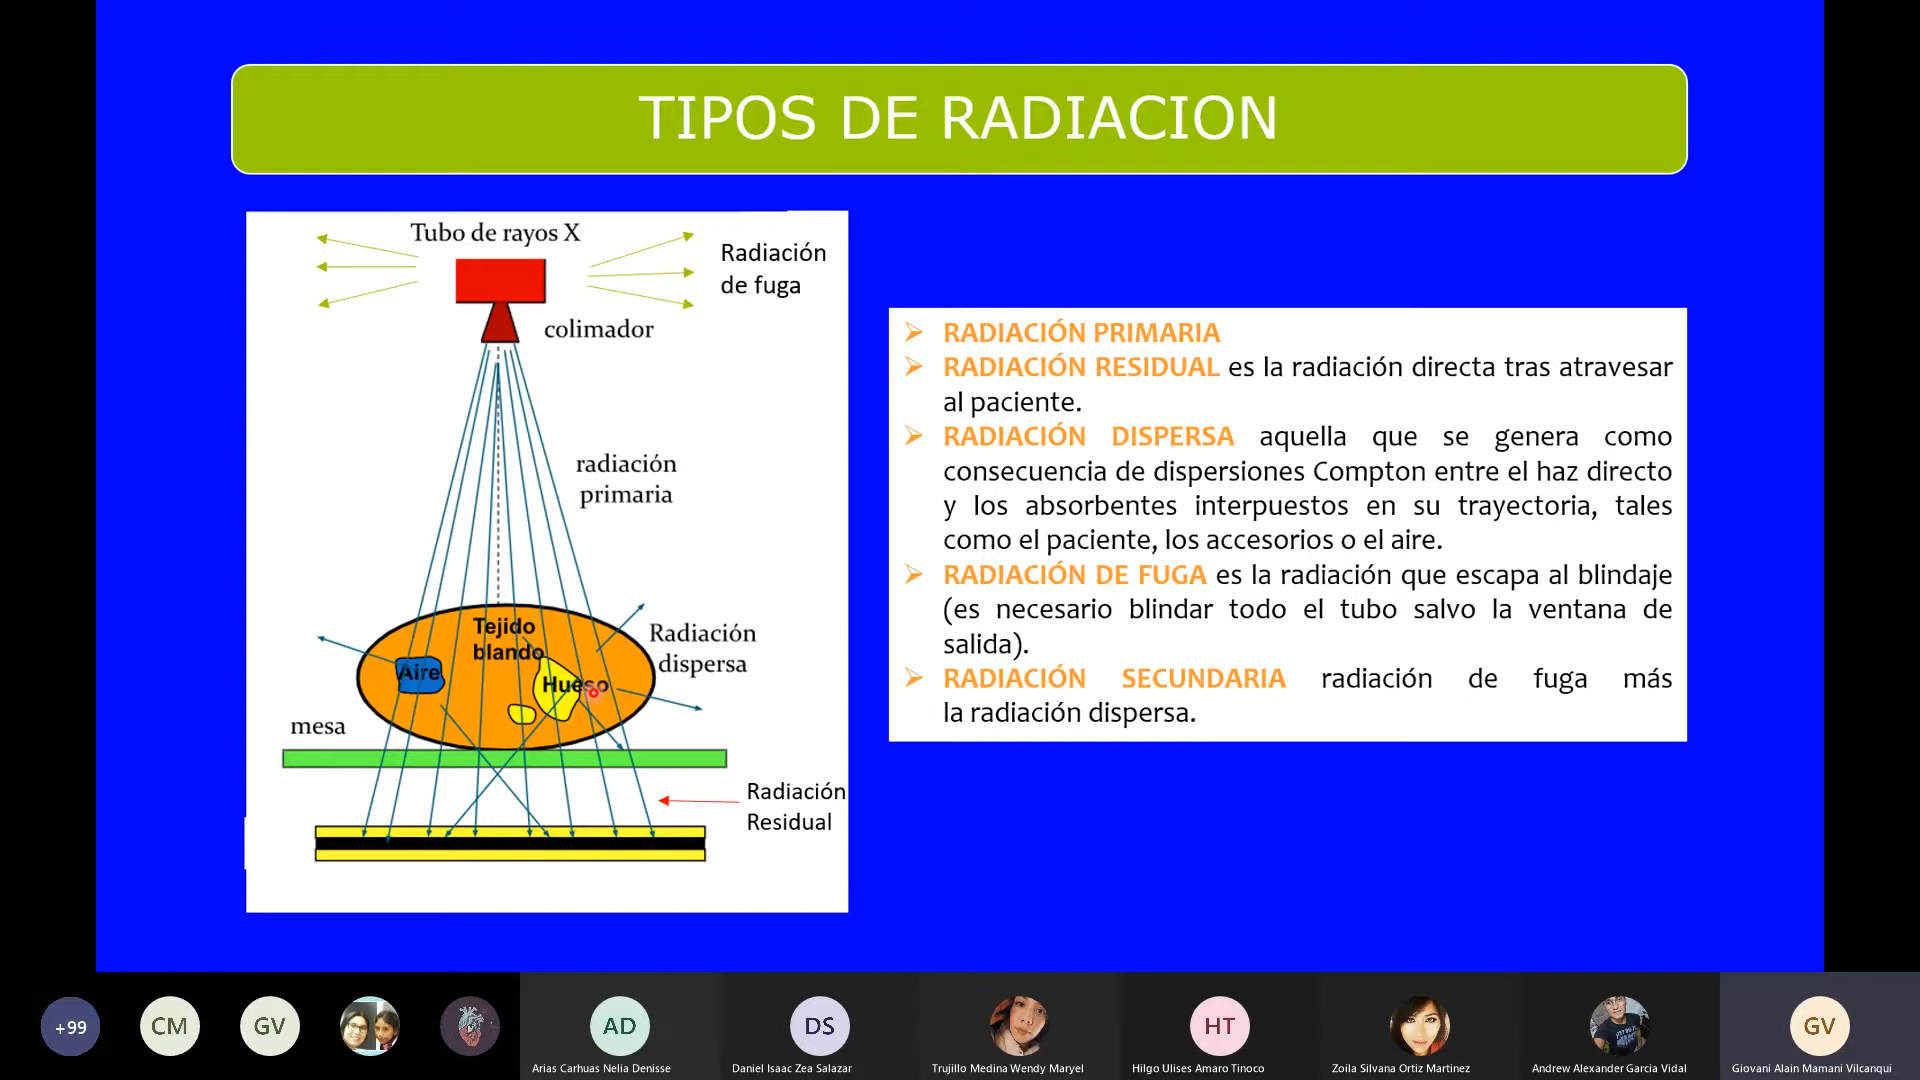 TIPOS DE RADIACION
Tubo de rayos X
Radiación
de fuga
colimador
radiación
primaria
Tejido
blando
Radiación
dispersa
Aire
Hueso
mesa
Radiación
Residual
RADIACIÓN PRIMARIA
RADIACIÓN RESIDUAL es la radiación directa tras atravesar
al paciente.
RADIACIÓN DISPERSA aquella que se genera como
consecuencia de dispersiones Compton entre el haz directo
y los absorbentes interpuestos en su trayectoria, tales
como el paciente, los accesorios o el aire.
RADIACIÓN DE FUGA es la radiación que escapa al blindaje
(es necesario blindar todo el tubo salvo la ventana de
salida).
RADIACIÓN SECUNDARIA radiación de fuga más
la radiación dispersa.
+99
CM
GV
AD
DS
HT
GV
Arias Carhuas Nelia Denisse
Daniel Isaac Zea Salazar
Trujillo Medina Wendy Maryel
Hilgo Ulises Amaro Tinoco
Zoila Silvana Ortiz Martinez
Andrew Alexander Garcia Vidal
Giovani Alain Mamani Vilcanqui